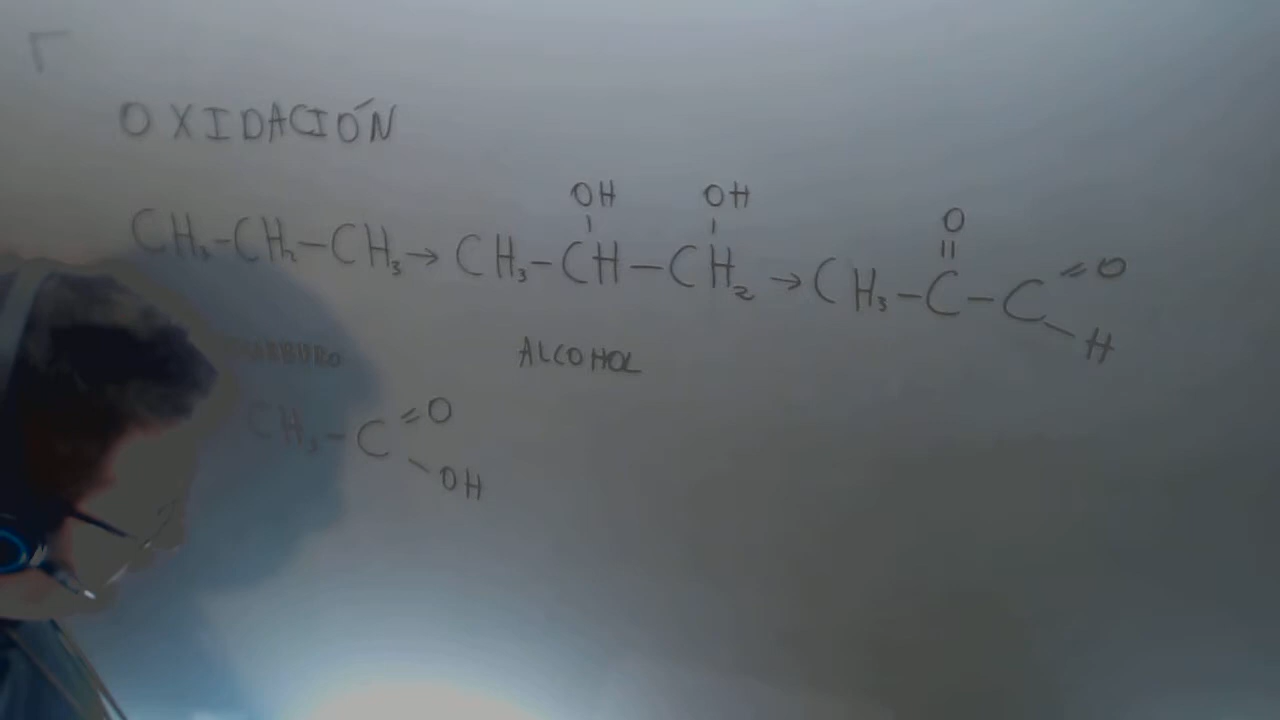 OXIDACIÓN
OH OH O
CH₃-CH₂-CH₃→CH₃-CH-CH₂→CH₃-C-C=O
H
ALCOHOL
CH₃-C=O
OH